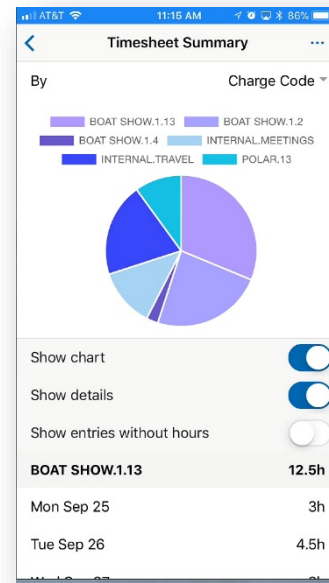 AT&T 11:15 AM 86%
Timesheet Summary ...
By Charge Code
BOAT SHOW.1.13 BOAT SHOW.1.2
BOAT SHOW.1.4 INTERNAL.MEETINGS
INTERNAL.TRAVEL POLAR.13
Show chart
Show details
Show entries without hours
BOAT SHOW.1.13 12.5h
Mon Sep 25 3h
Tue Sep 26 4.5h